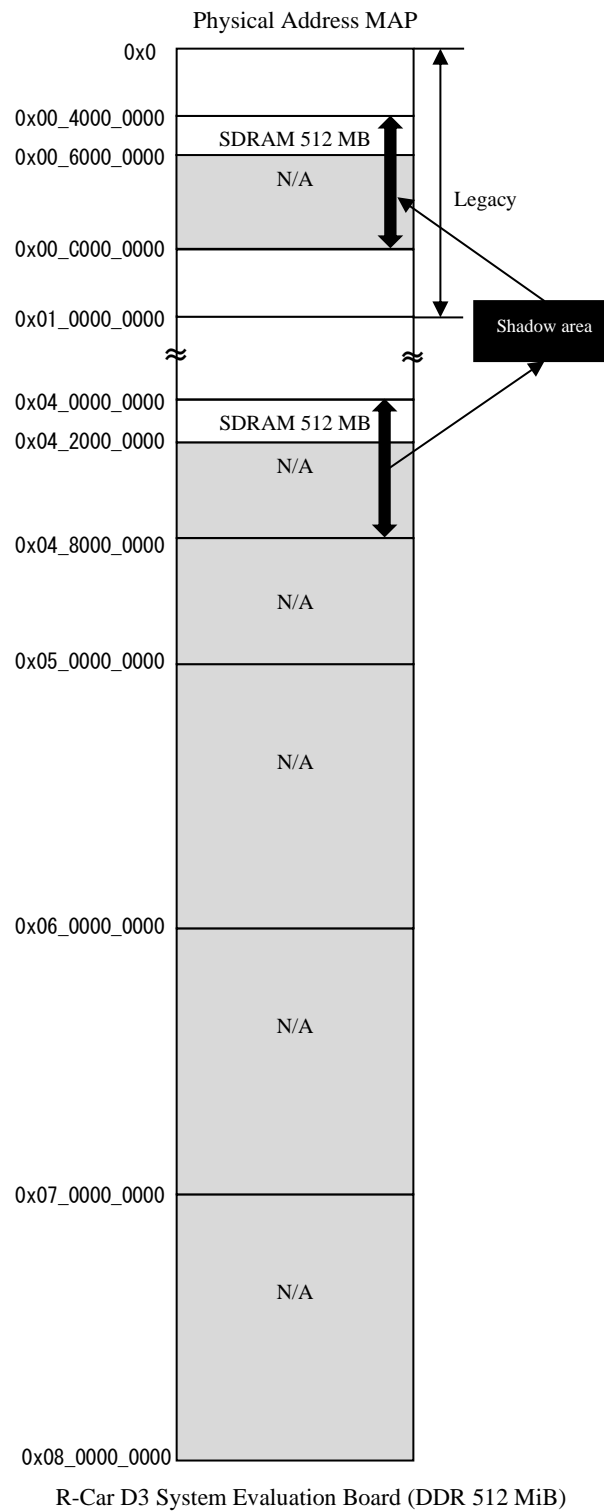 Physical Address MAP
0x0
0x00_4000_0000
SDRAM 512 MB
0x00_6000_0000
N/A
Legacy
0x00_C000_0000
0x01_0000_0000
Shadow area
≈
≈
0x04_0000_0000
SDRAM 512 MB
0x04_2000_0000
N/A
0x04_8000_0000
N/A
0x05_0000_0000
N/A
0x06_0000_0000
N/A
0x07_0000_0000
N/A
0x08_0000_0000
R-Car D3 System Evaluation Board (DDR 512 MiB)